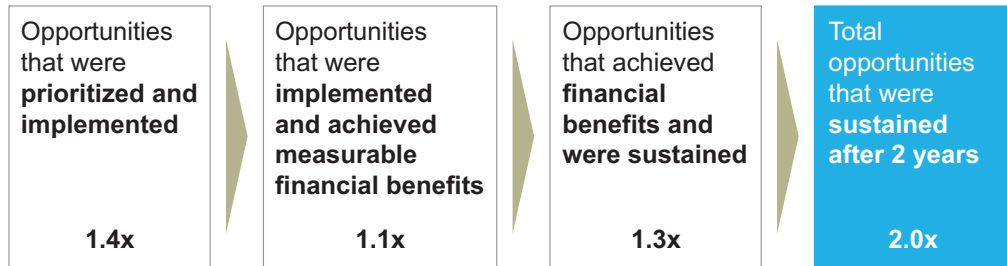 Opportunities
that were
prioritized and
implemented
1.4x
Opportunities
that were
implemented
and achieved
measurable
financial benefits
1.1x
Opportunities
that achieved
financial
benefits and
were sustained
1.3x
Total
opportunities
that were
sustained
after 2 years
2.0x